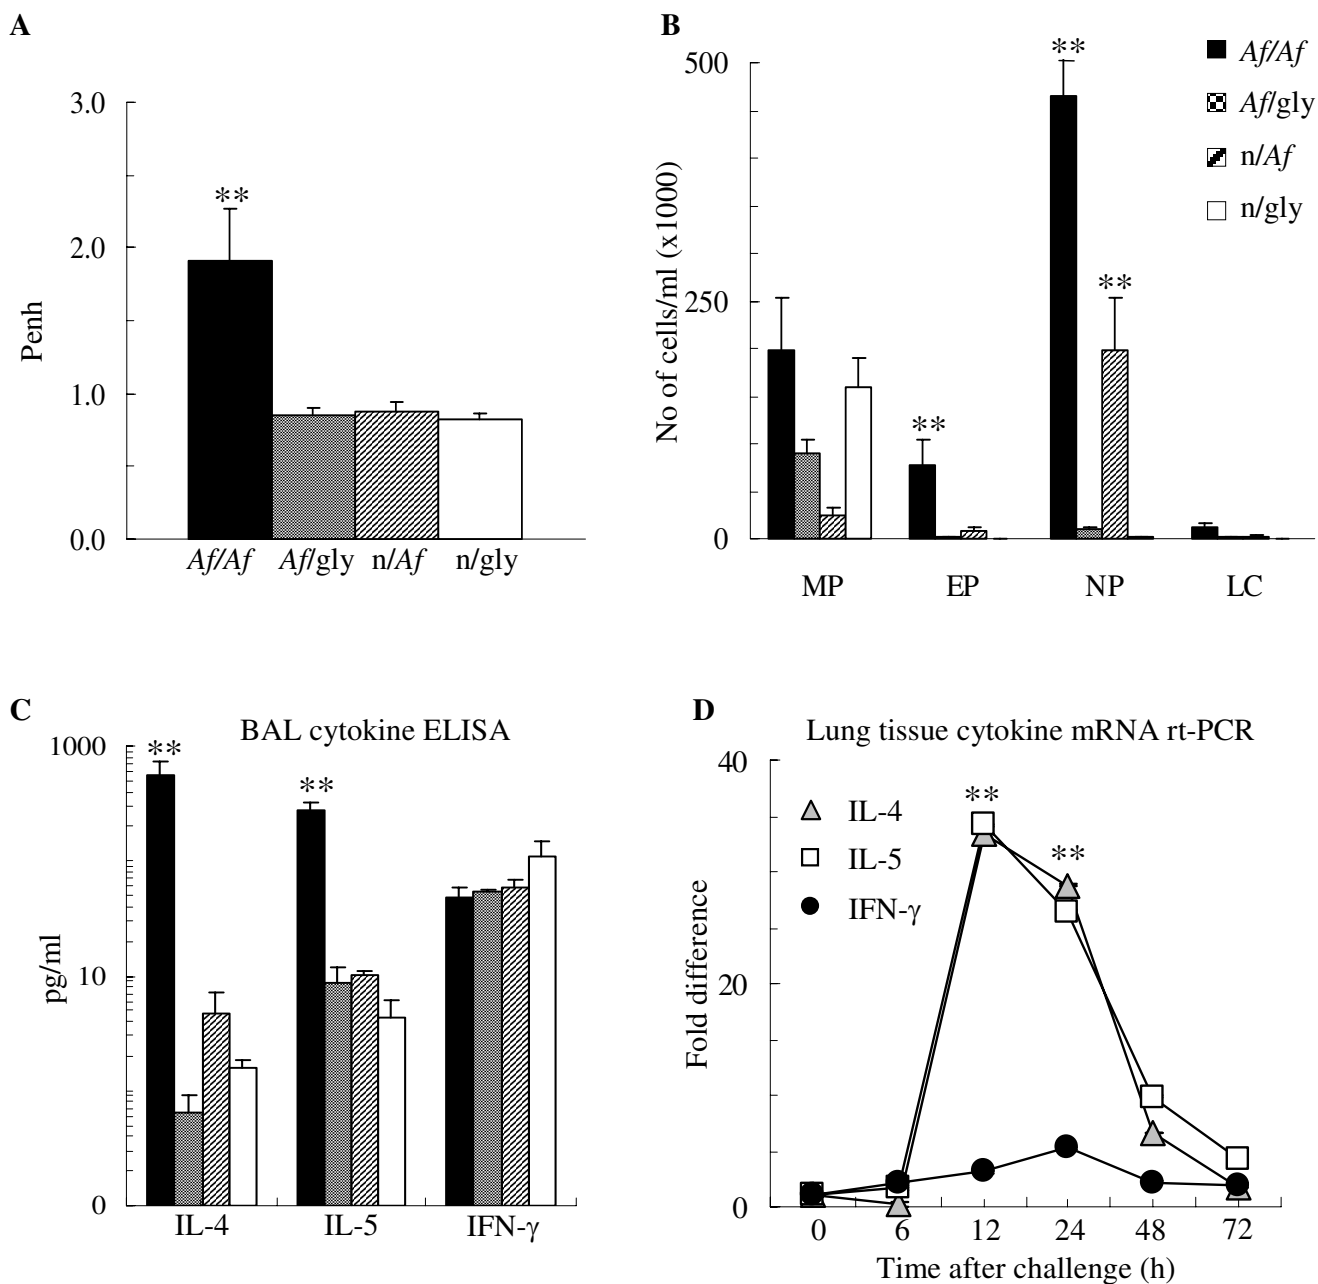 A
3.0
2.0
1.0
0.0
Penh
**
Af/Af Af/gly n/Af n/gly
B
500
250
0
No of cells/ml (x1000)
**
**
**
MP EP NP LC
Af/Af
Af/gly
n/Af
n/gly
C
BAL cytokine ELISA
1000
10
0
pg/ml
**
**
IL-4 IL-5 IFN-γ
D
Lung tissue cytokine mRNA rt-PCR
40
20
0
Fold difference
IL-4
IL-5
IFN-γ
**
**
0 6 12 24 48 72
Time after challenge (h)